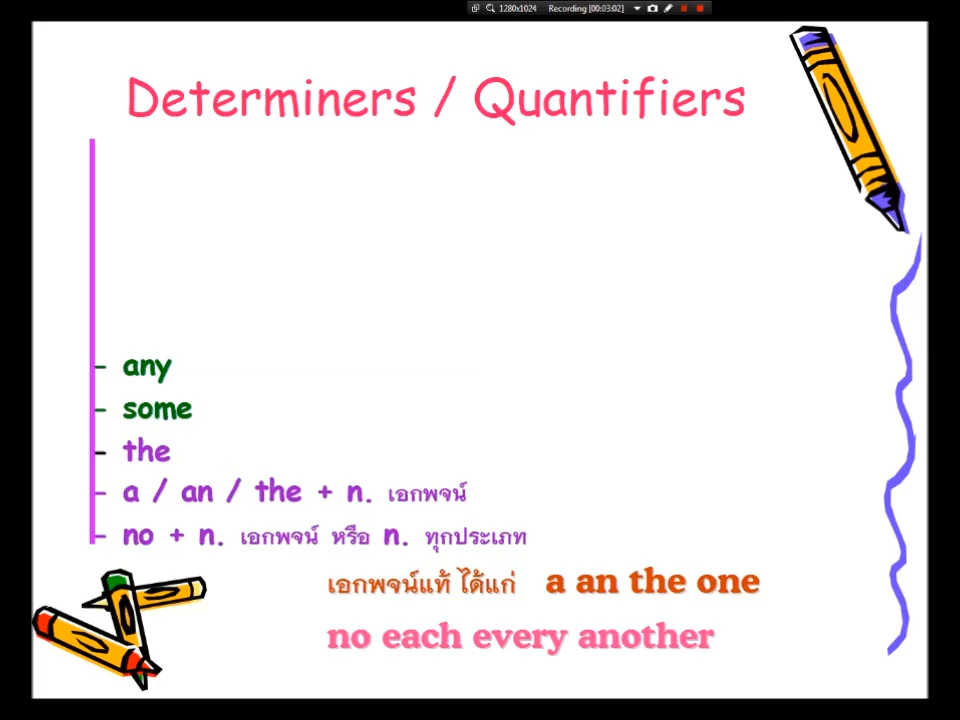 1280x1024 Recording [00:03:02]
Determiners / Quantifiers
- any
- some
- the
- a / an / the + n. เอกพจน์
- no + n. เอกพจน์ หรือ n. ทุกประเภท
เอกพจน์แท้ ได้แก่ a an the one
no each every another